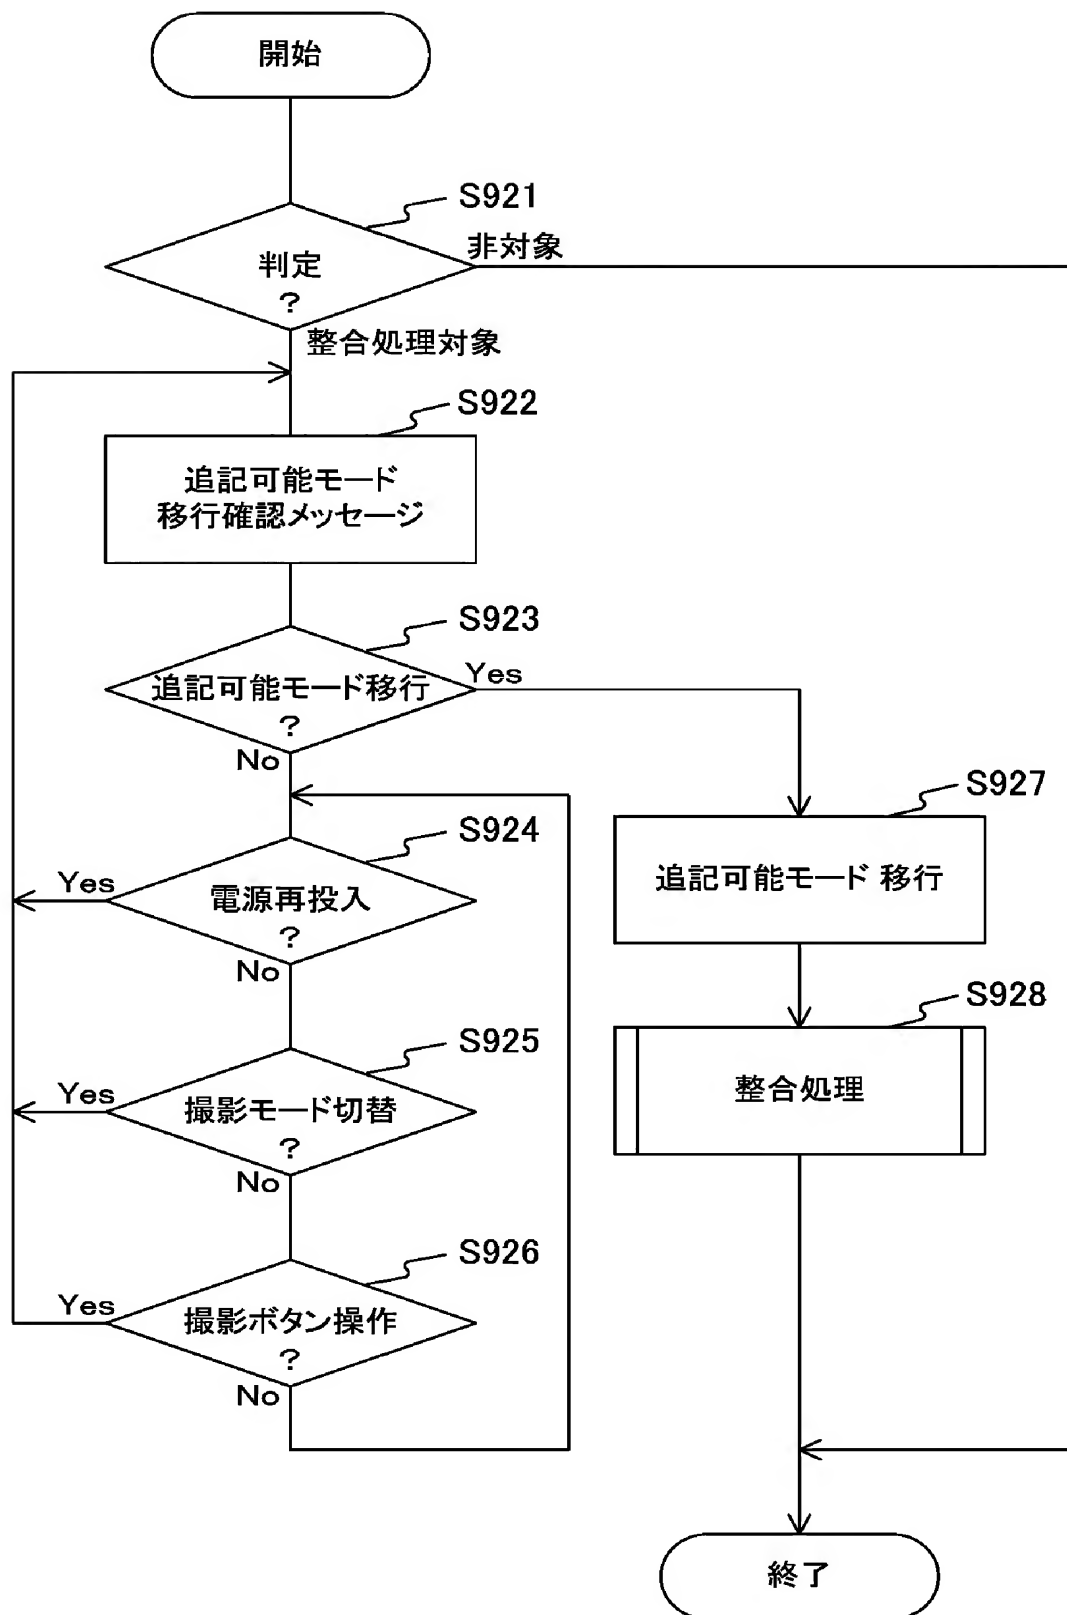 開始
S921
判定
?
非対象
整合処理対象
S922
追記可能モード
移行確認メッセージ
S923
追記可能モード移行
?
Yes
No
S924
電源再投入
?
Yes
No
S925
撮影モード切替
?
Yes
No
S926
撮影ボタン操作
?
Yes
No
S927
追記可能モード 移行
S928
整合処理
終了